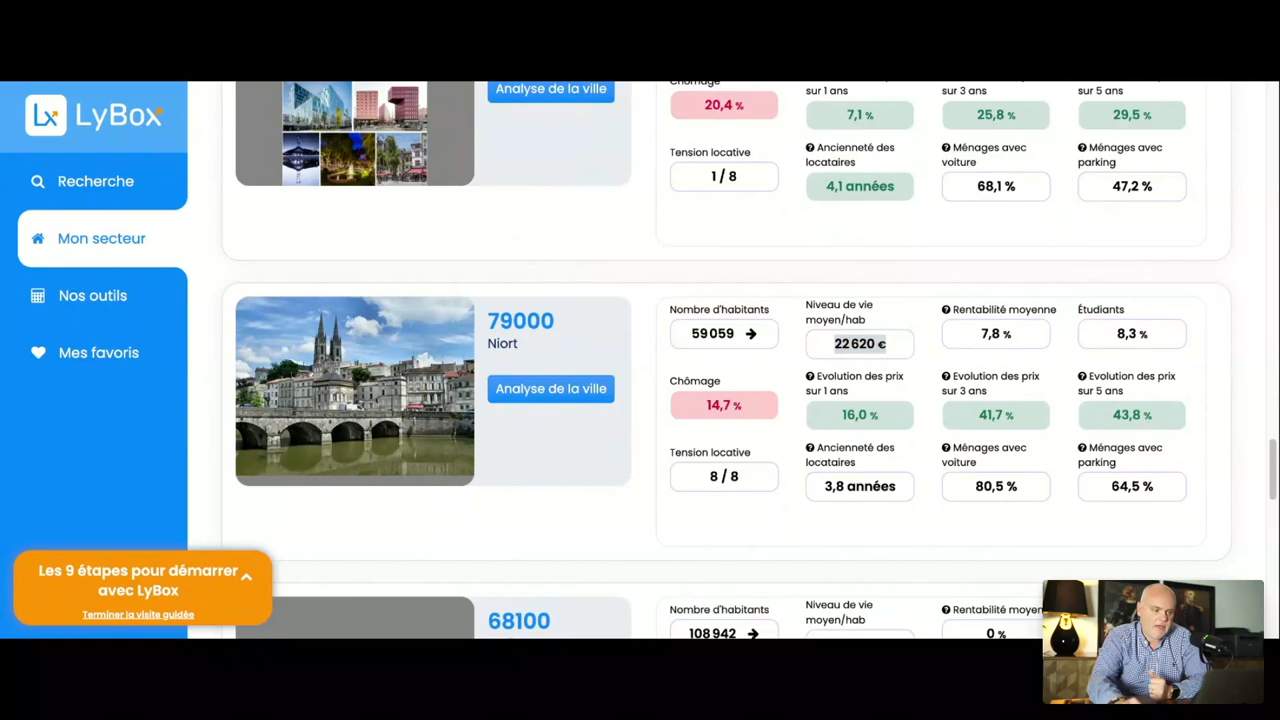 Lx LyBox
Recherche
Mon secteur
Nos outils
Mes favoris
Les 9 étapes pour démarrer
avec LyBox
Terminer la visite guidée
Analyse de la ville
Chômage
20,4 %
sur 1 ans
7,1 %
sur 3 ans
25,8 %
sur 5 ans
29,5 %
Tension locative
1 / 8
Ancienneté des
locataires
4,1 années
Ménages avec
voiture
68,1 %
Ménages avec
parking
47,2 %
79000
Niort
Analyse de la ville
Nombre d'habitants
59 059
Niveau de vie
moyen/hab
22 620 €
Rentabilité moyenne
7,8 %
Étudiants
8,3 %
Chômage
14,7 %
Evolution des prix
sur 1 ans
16,0 %
Evolution des prix
sur 3 ans
41,7 %
Evolution des prix
sur 5 ans
43,8 %
Tension locative
8 / 8
Ancienneté des
locataires
3,8 années
Ménages avec
voiture
80,5 %
Ménages avec
parking
64,5 %
68100
Nombre d'habitants
108 942
Niveau de vie
moyen/hab
Rentabilité moyen
0 %